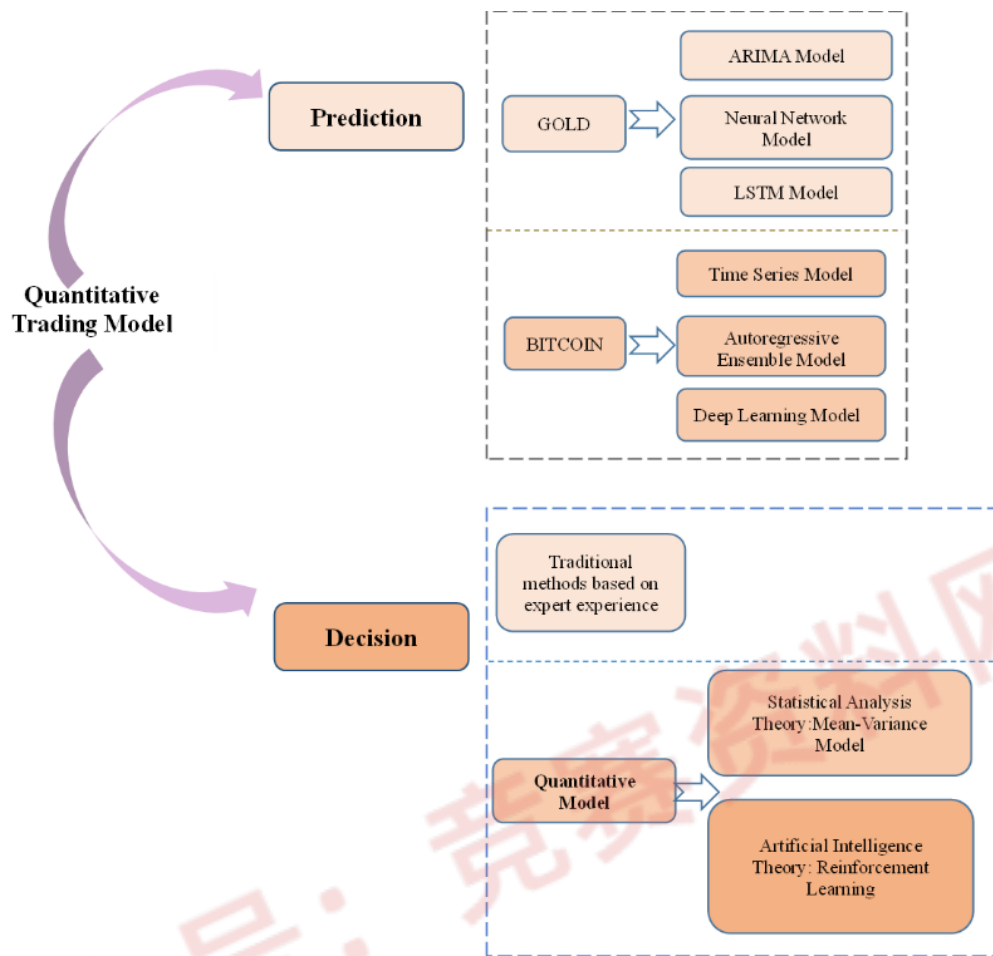 Prediction
GOLD
ARIMA Model
Neural Network
Model
LSTM Model
BITCOIN
Time Series Model
Autoregressive
Ensemble Model
Deep Learning Model
Quantitative
Trading Model
Decision
Traditional
methods based on
expert experience
Quantitative
Model
Statistical Analysis
Theory:Mean-Variance
Model
Artificial Intelligence
Theory: Reinforcement
Learning
号：竞赛资料网